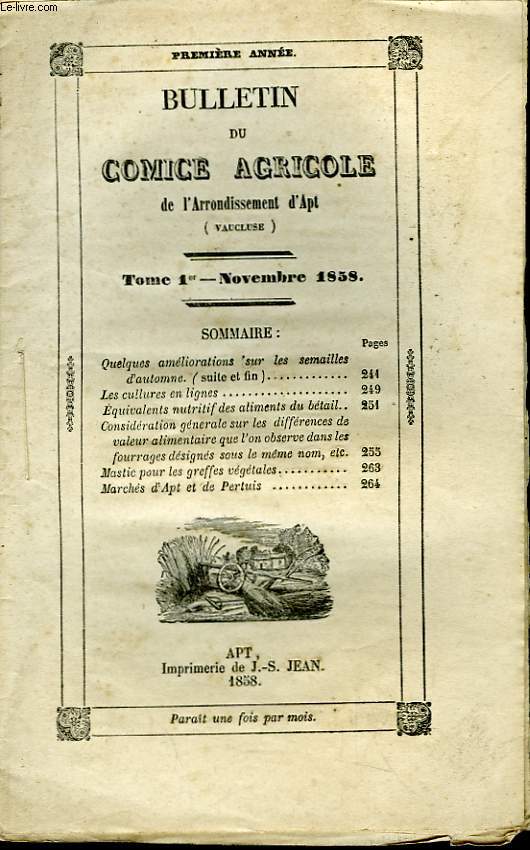 Le-livre.com
PREMIÈRE ANNÉE.
BULLETIN
DU
COMICE AGRICOLE
de l'Arrondissement d'Apt
( VAUCLUSE )
Tome 1er — Novembre 1858.
SOMMAIRE :
Pages
Quelques améliorations sur les semailles
d'automne. ( suite et fin ) ............. 241
Les cullures en lignes .................. 249
Équivalents nutritif des aliments du bétail.. 251
Considération génerale sur les différences de
valeur alimentaire que l'on observe dans les
fourrages désignés sous le même nom, etc. 255
Mastic pour les greffes végétales........... 263
Marchés d'Apt et de Pertuis ............ 264
APT,
Imprimerie de J.-S. JEAN.
1858.
Paraît une fois par mois.